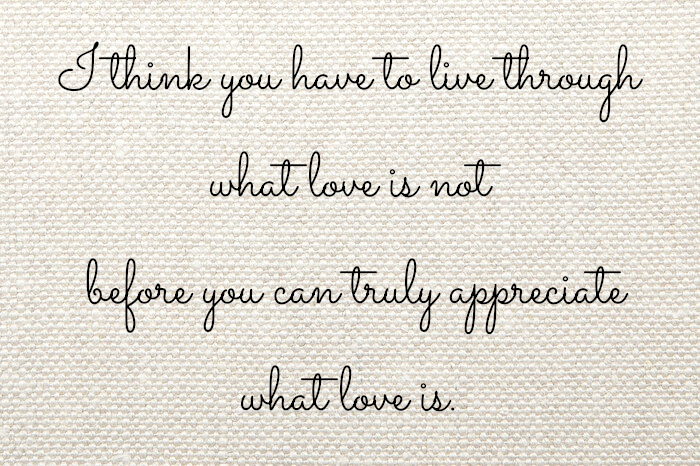 I think you have to live through
what love is not
before you can truly appreciate
what love is.